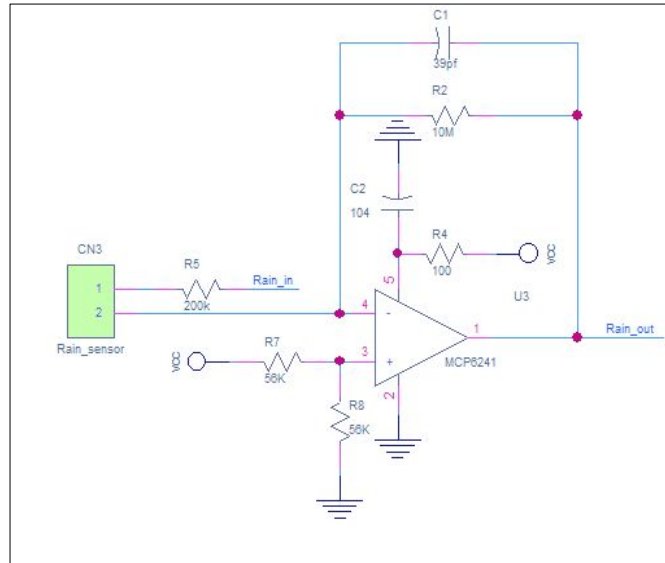 C1
39pf
R2
10M
C2
104
R4
100
VCC
CN3
1
2
Rain_sensor
R5
200k
Rain_in
5
U3
4
-
1
Rain_out
MCP6241
VCC
R7
56K
3
+
2
R8
56K